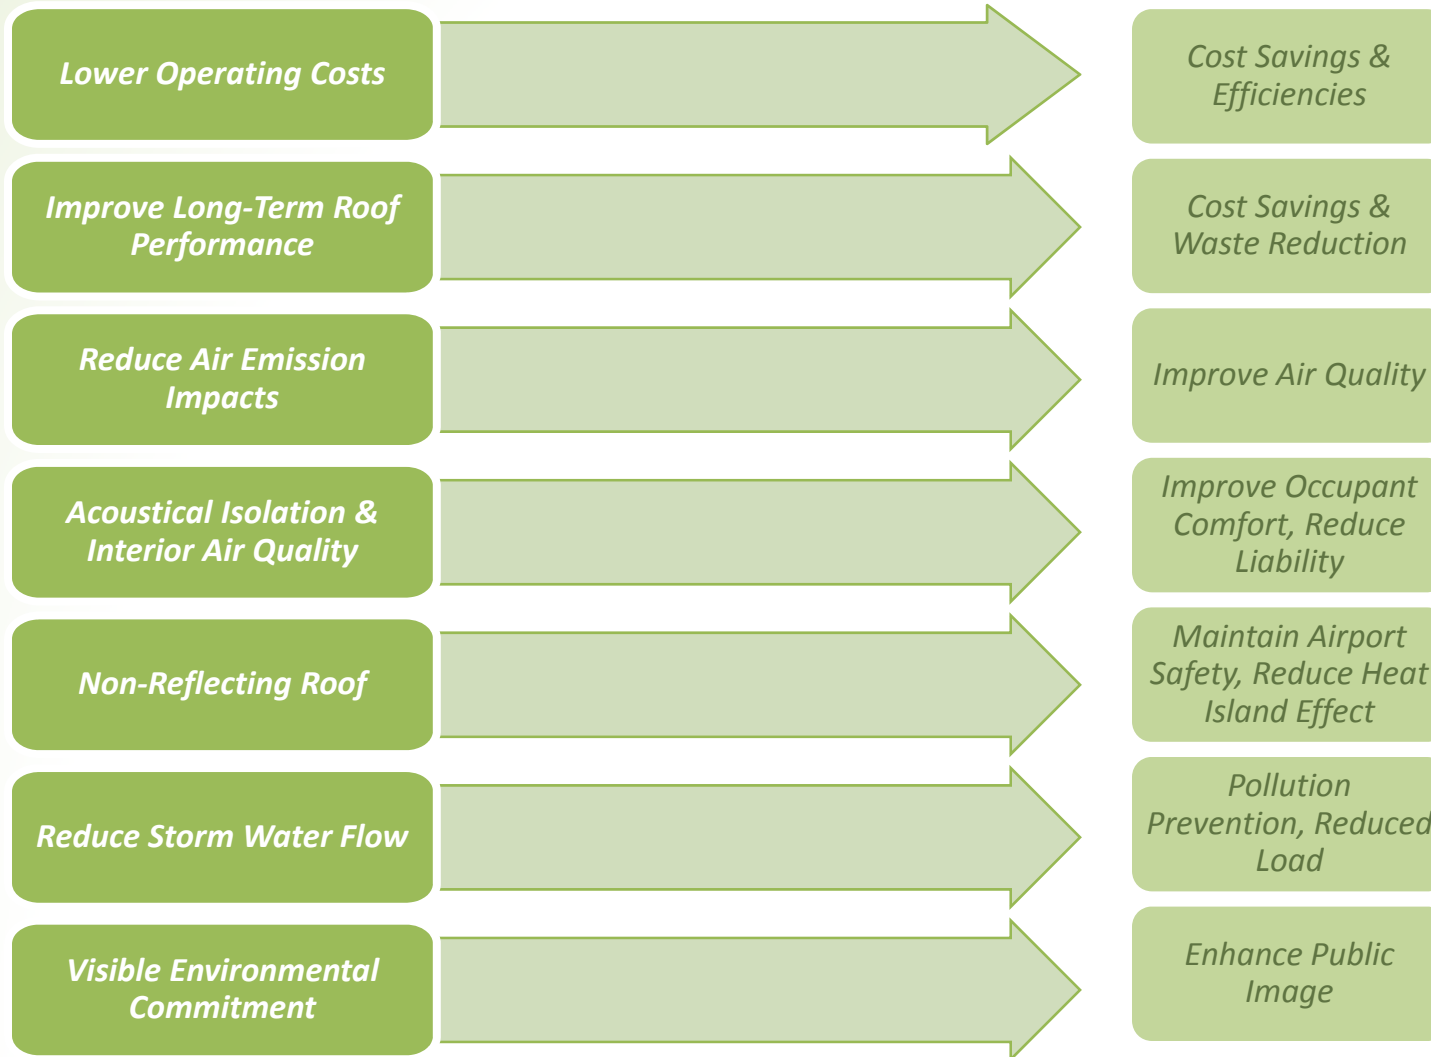 Lower Operating Costs
Cost Savings &
Efficiencies
Improve Long-Term Roof
Performance
Cost Savings &
Waste Reduction
Reduce Air Emission
Impacts
Improve Air Quality
Acoustical Isolation &
Interior Air Quality
Improve Occupant
Comfort, Reduce
Liability
Non-Reflecting Roof
Maintain Airport
Safety, Reduce Heat
Island Effect
Reduce Storm Water Flow
Pollution
Prevention, Reduced
Load
Visible Environmental
Commitment
Enhance Public
Image